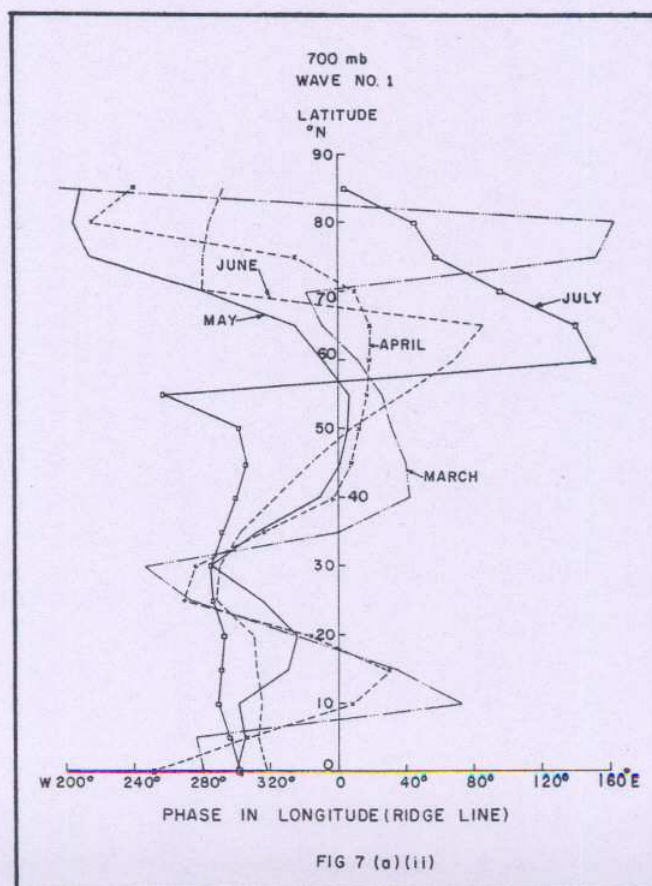 700 mb
WAVE NO. 1
LATITUDE
°N
90
80
70
JUNE
JULY
MAY
APRIL
60
50
MARCH
40
30
20
10
0
W 200° 240° 280° 320° 0 40° 80° 120° 160° E
PHASE IN LONGITUDE (RIDGE LINE)
FIG 7 (a)(ii)